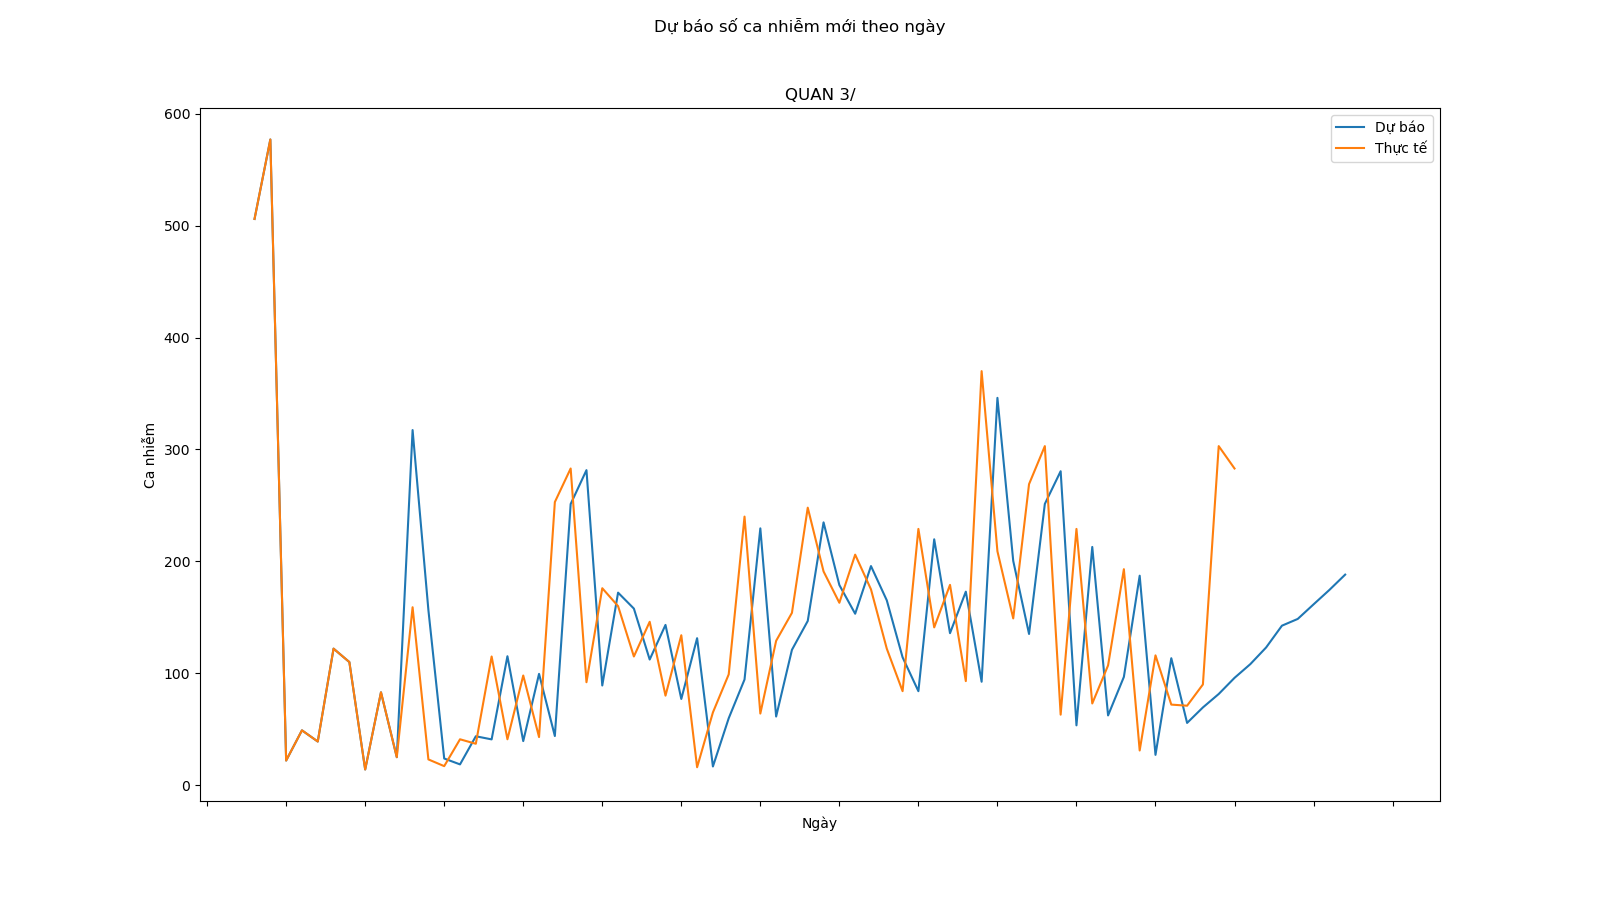 Dự báo số ca nhiễm mới theo ngày
QUAN 3/
600
500
400
300
200
100
0
Ca nhiễm
Dự báo
Thực tế
Ngày